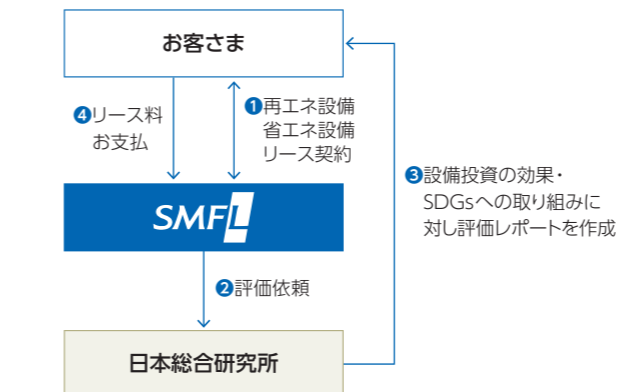 お客さま
❹リース料
お支払
❶再エネ設備
省エネ設備
リース契約
❸設備投資の効果・
SDGsへの取り組みに
対し評価レポートを作成
SMFL
❷評価依頼
日本総合研究所